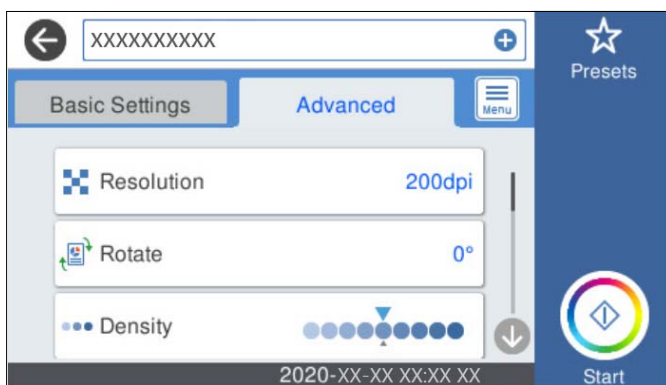 XXXXXXXXXX
Presets
Basic Settings
Advanced
Menu
Resolution
200dpi
Rotate
0°
Density
2020-XX-XX XX:XX XX
Start